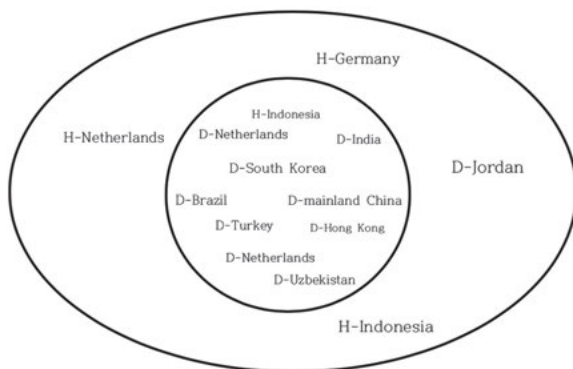 H-Germany
H-Indonesia
H-Netherlands
D-Netherlands
D-India
D-South Korea
D-Jordan
D-Brazil
D-mainland China
D-Turkey
D-Hong Kong
D-Netherlands
D-Uzbekistan
H-Indonesia